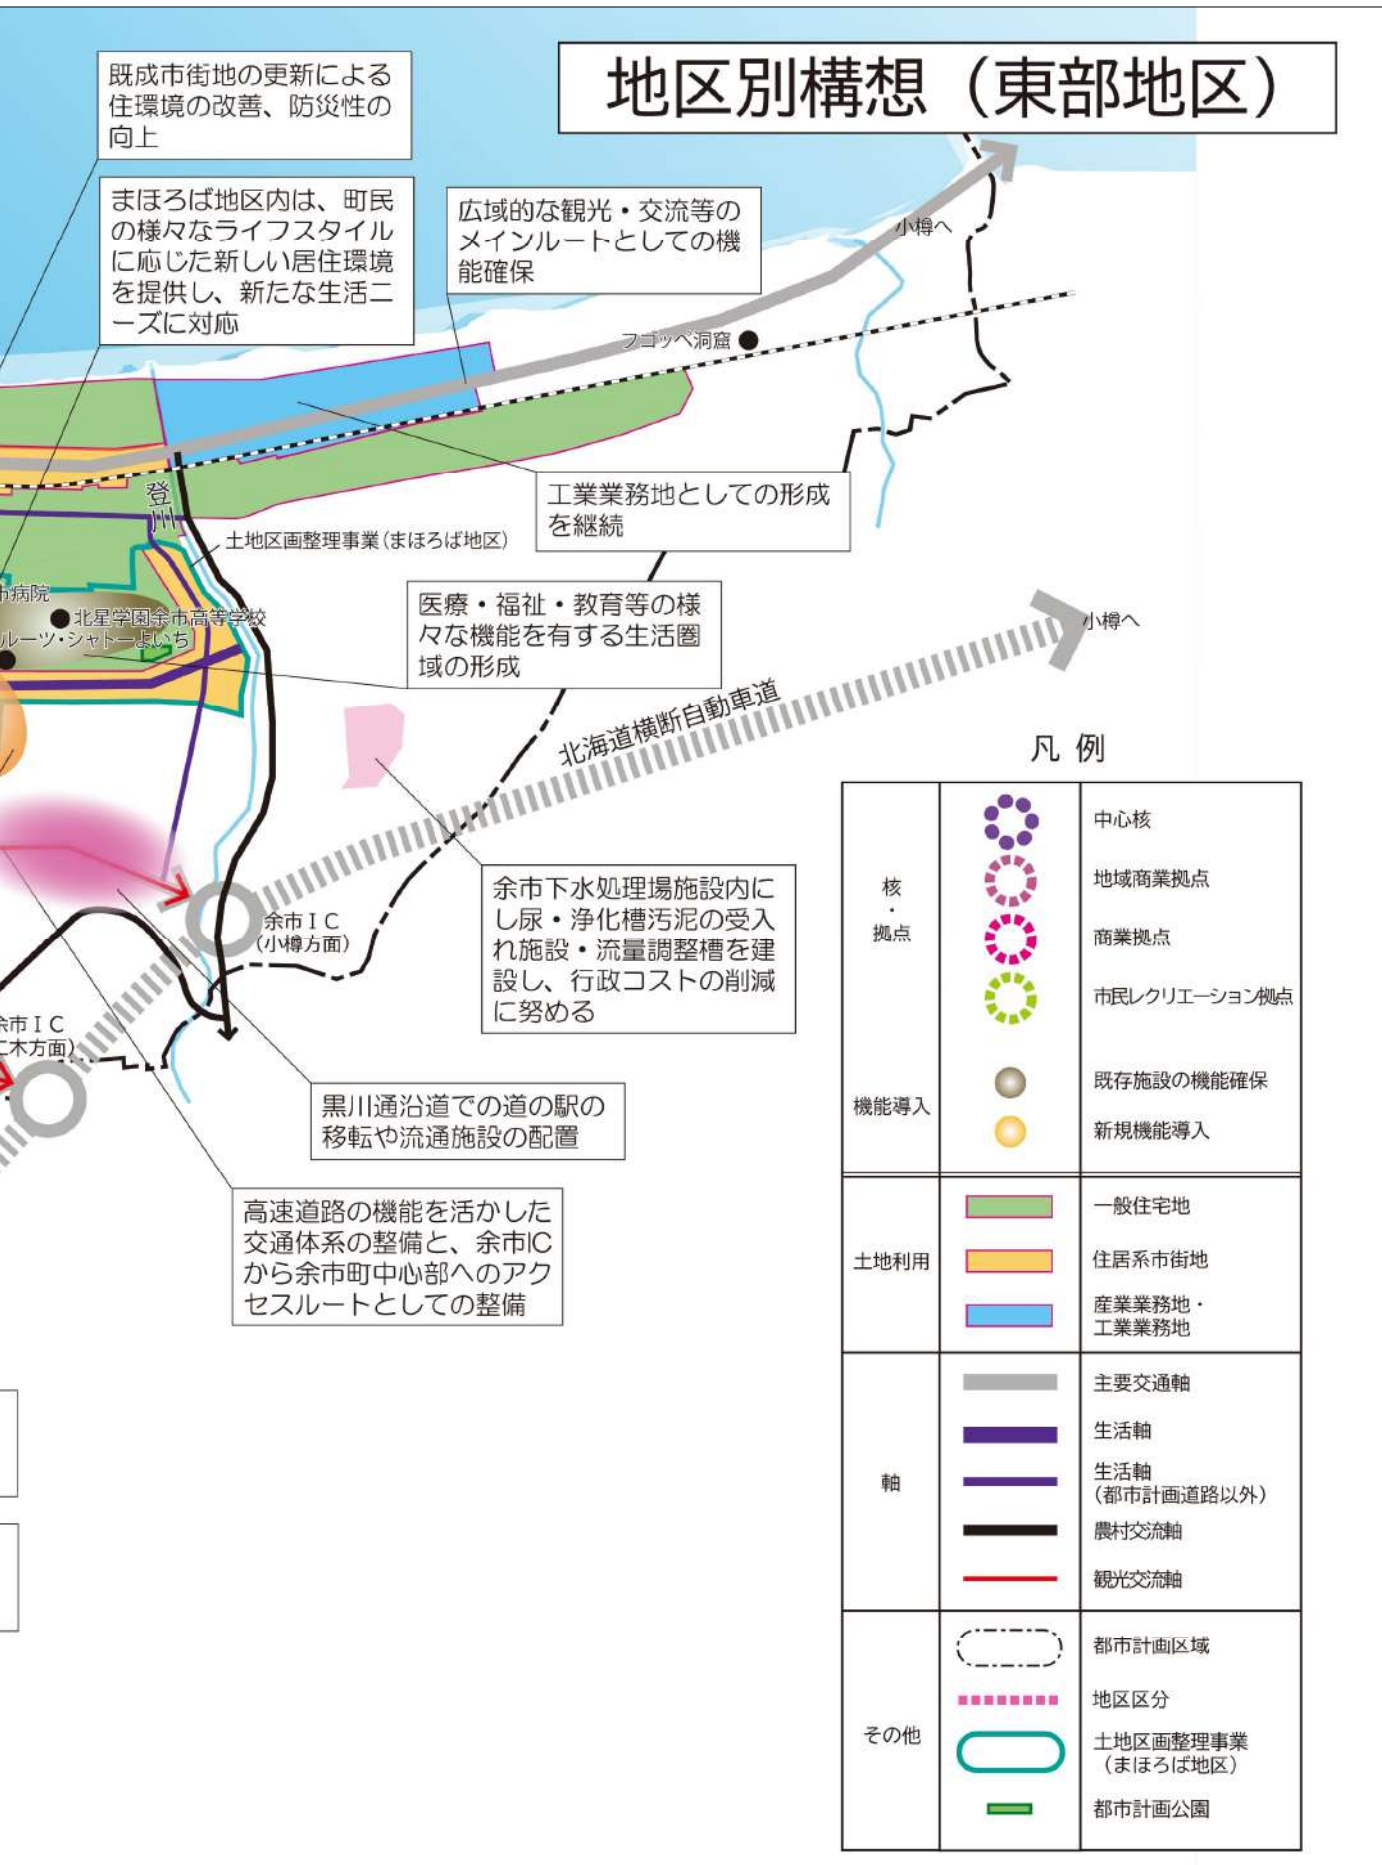 地区別構想（東部地区）
既成市街地の更新による
住環境の改善、防災性の
向上
まほろば地区内は、町民
の様々なライフスタイル
に応じた新しい居住環境
を提供し、新たな生活ニ
ーズに対応
広域的な観光・交流等の
メインルートとしての機
能確保
小樽へ
フゴッペ洞窟
工業業務地としての形成
を継続
登川
土地区画整理事業(まほろば地区)
市病院
北星学園余市高等学校
ルーツ・シャトーよいち
医療・福祉・教育等の様
々な機能を有する生活圏
域の形成
小樽へ
北海道横断自動車道
余市下水処理場施設内に
し尿・浄化槽汚泥の受入
れ施設・流量調整槽を建
設し、行政コストの削減
に努める
余市ＩＣ
(小樽方面)
余市ＩＣ
仁木方面)
黒川通沿道での道の駅の
移転や流通施設の配置
高速道路の機能を活かした
交通体系の整備と、余市IC
から余市町中心部へのアク
セスルートとしての整備
凡 例
核・拠点
中心核
地域商業拠点
商業拠点
市民レクリエーション拠点
機能導入
既存施設の機能確保
新規機能導入
土地利用
一般住宅地
住居系市街地
産業業務地・
工業業務地
軸
主要交通軸
生活軸
生活軸
(都市計画道路以外)
農村交流軸
観光交流軸
その他
都市計画区域
地区区分
土地区画整理事業
(まほろば地区)
都市計画公園